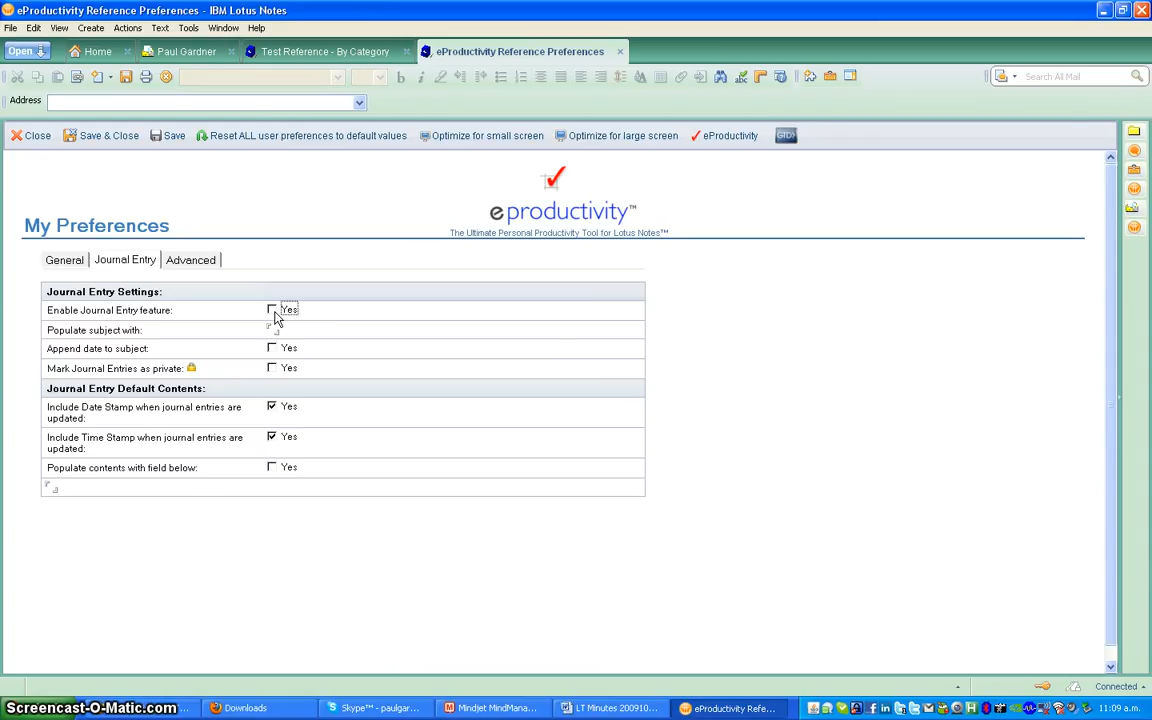 eProductivity Reference Preferences - IBM Lotus Notes
File Edit View Create Actions Text Tools Window Help
Open Home Paul Gardner Test Reference - By Category eProductivity Reference Preferences
Search All Mail
Address
Close Save & Close Save Reset ALL user preferences to default values Optimize for small screen Optimize for large screen eProductivity GTD
eproductivity™
My Preferences
The Ultimate Personal Productivity Tool for Lotus Notes™
General Journal Entry Advanced
Journal Entry Settings:
Enable Journal Entry feature: Yes
Populate subject with:
Append date to subject: Yes
Mark Journal Entries as private: Yes
Journal Entry Default Contents:
Include Date Stamp when journal entries are updated: Yes
Include Time Stamp when journal entries are updated: Yes
Populate contents with field below: Yes
Connected
Screencast-O-Matic.com Downloads Skype™ - paulgar... Mindjet MindMana... LT Minutes 200910... eProductivity Refe... 11:09 a.m.